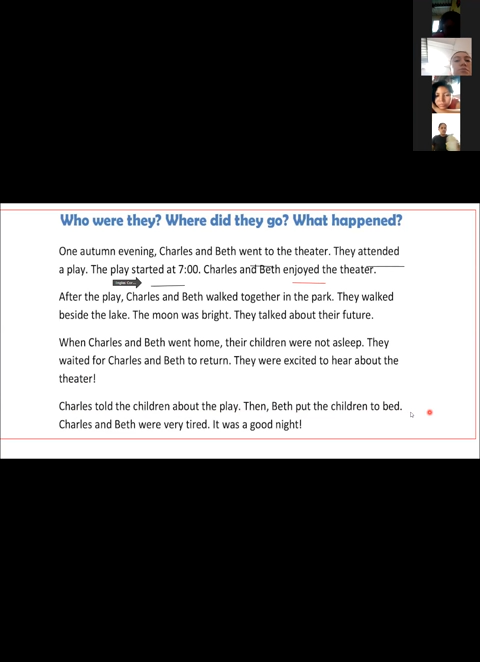 Who were they? Where did they go? What happened?
One autumn evening, Charles and Beth went to the theater. They attended
a play. The play started at 7:00. Charles and Beth enjoyed the theater.
After the play, Charles and Beth walked together in the park. They walked
beside the lake. The moon was bright. They talked about their future.
When Charles and Beth went home, their children were not asleep. They
waited for Charles and Beth to return. They were excited to hear about the
theater!
Charles told the children about the play. Then, Beth put the children to bed.
Charles and Beth were very tired. It was a good night!